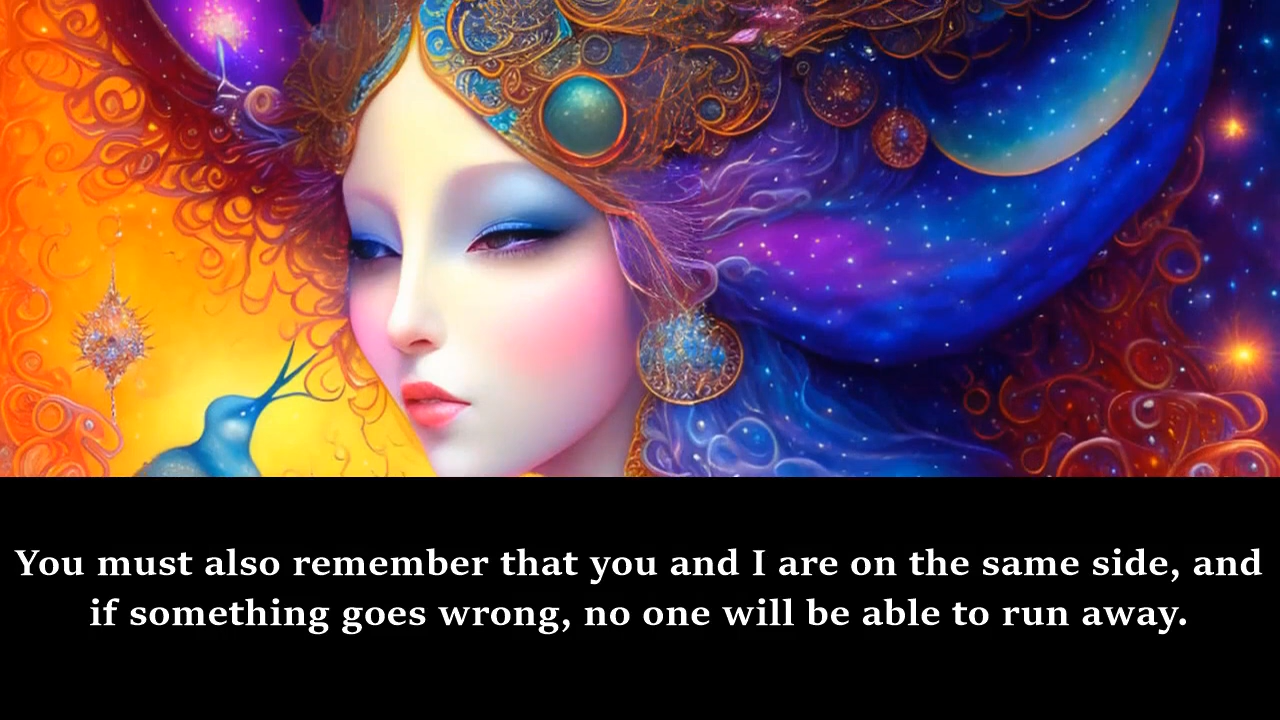 You must also remember that you and I are on the same side, and
if something goes wrong, no one will be able to run away.